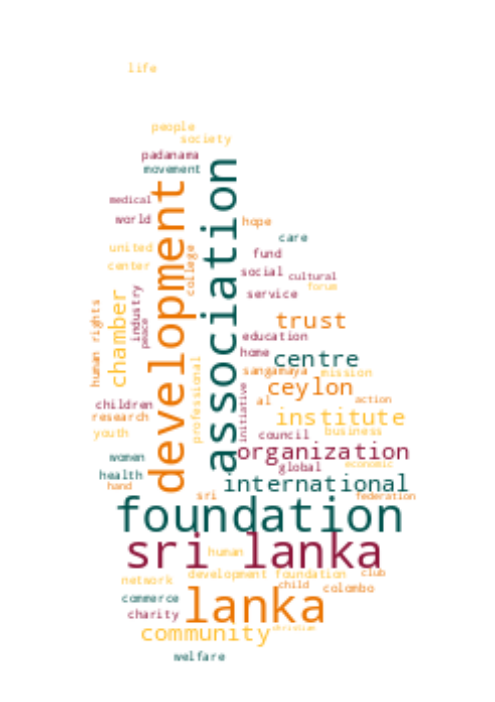 life
people
society
padanama
movement
medical
world
development
association
hope
care
united
center
college
fund
social
cultural
forum
service
human rights
chamber
industry
peace
trust
education
home
centre
sangamaya
mission
professional
initiative
ceylon
al
action
children
research
institute
youth
council
business
women
organization
global
economic
health
hand
international
sri
federation
foundation
sri lanka
human
network
development foundation
club
child
colombo
commerce
charity
lanka
community
christian
welfare